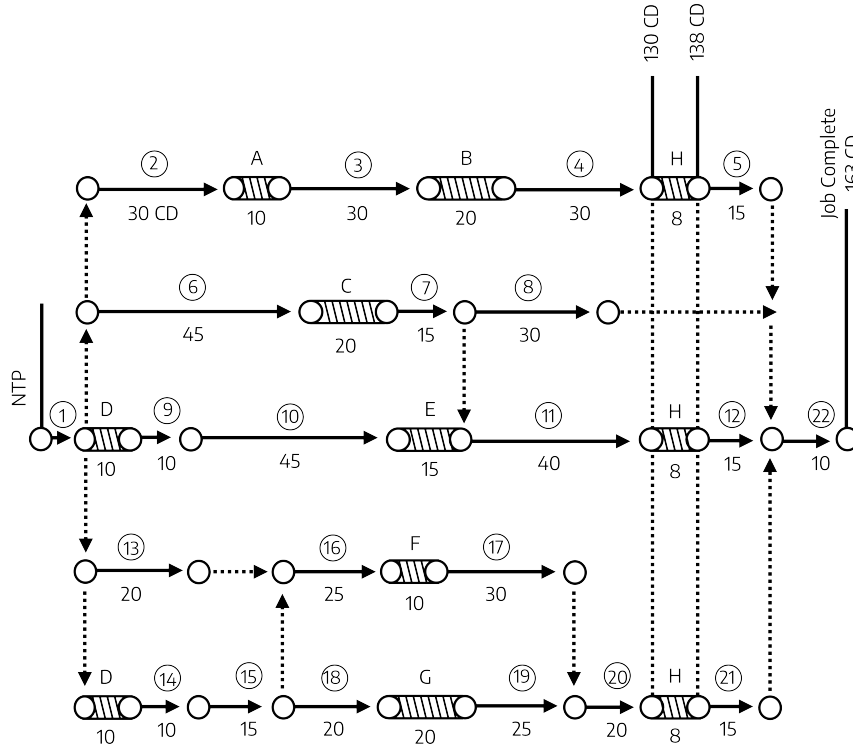 130 CD
138 CD
Job Complete
163 CD
NTP
2 A 3 B 4 H 5
30 CD 10 30 20 30 8 15
6 C 7 8
45 20 15 30
1 D 9 10 E 11 H 12 22
10 10 45 15 40 8 15 10
13 16 F 17
20 25 10 30
D 14 15 18 G 19 20 H 21
10 10 15 20 20 25 20 8 15